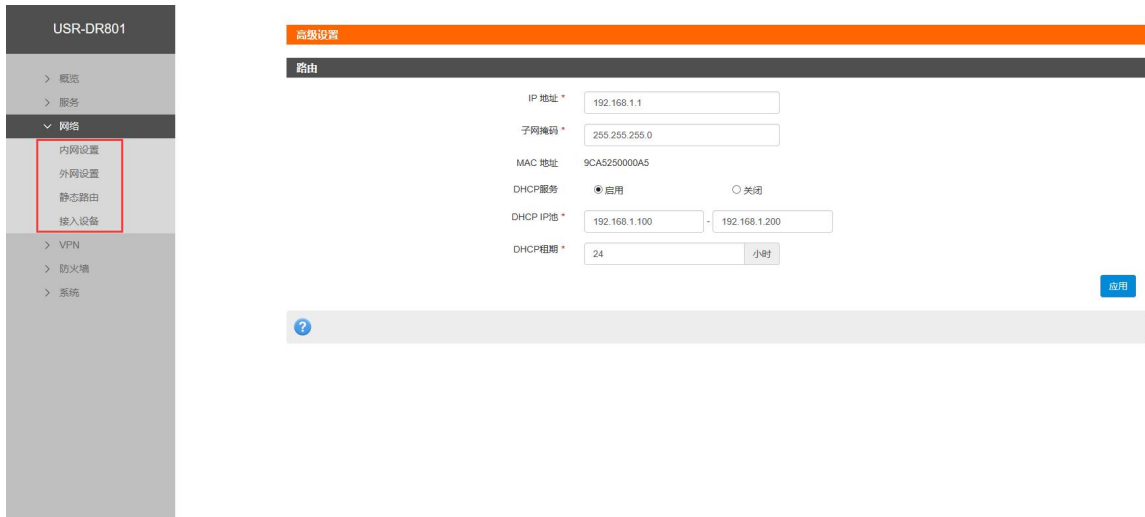 USR-DR801
概览
服务
网络
内网设置
外网设置
静态路由
接入设备
VPN
防火墙
系统
高级设置
路由
IP 地址 * 192.168.1.1
子网掩码 * 255.255.255.0
MAC 地址 9CA5250000A5
DHCP服务 启用 关闭
DHCP IP池 * 192.168.1.100 - 192.168.1.200
DHCP租期 * 24 小时
应用
?